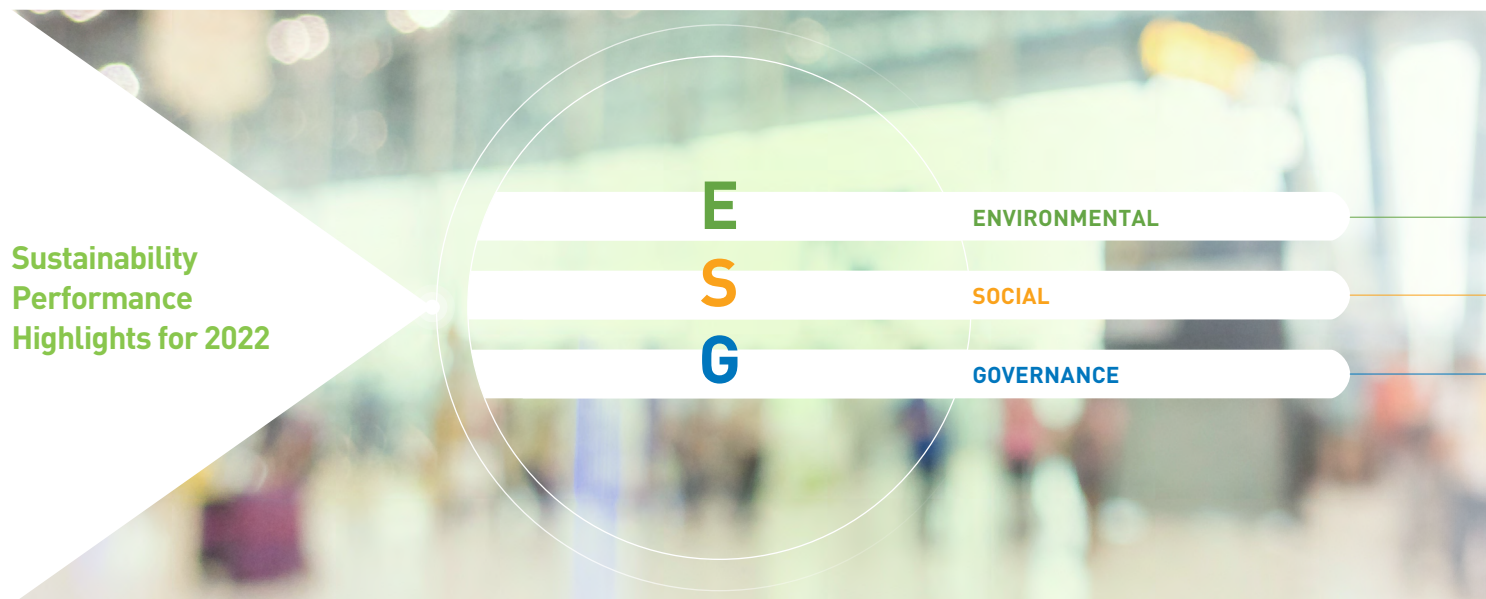 Sustainability
Performance
Highlights for 2022
E ENVIRONMENTAL
S SOCIAL
G GOVERNANCE